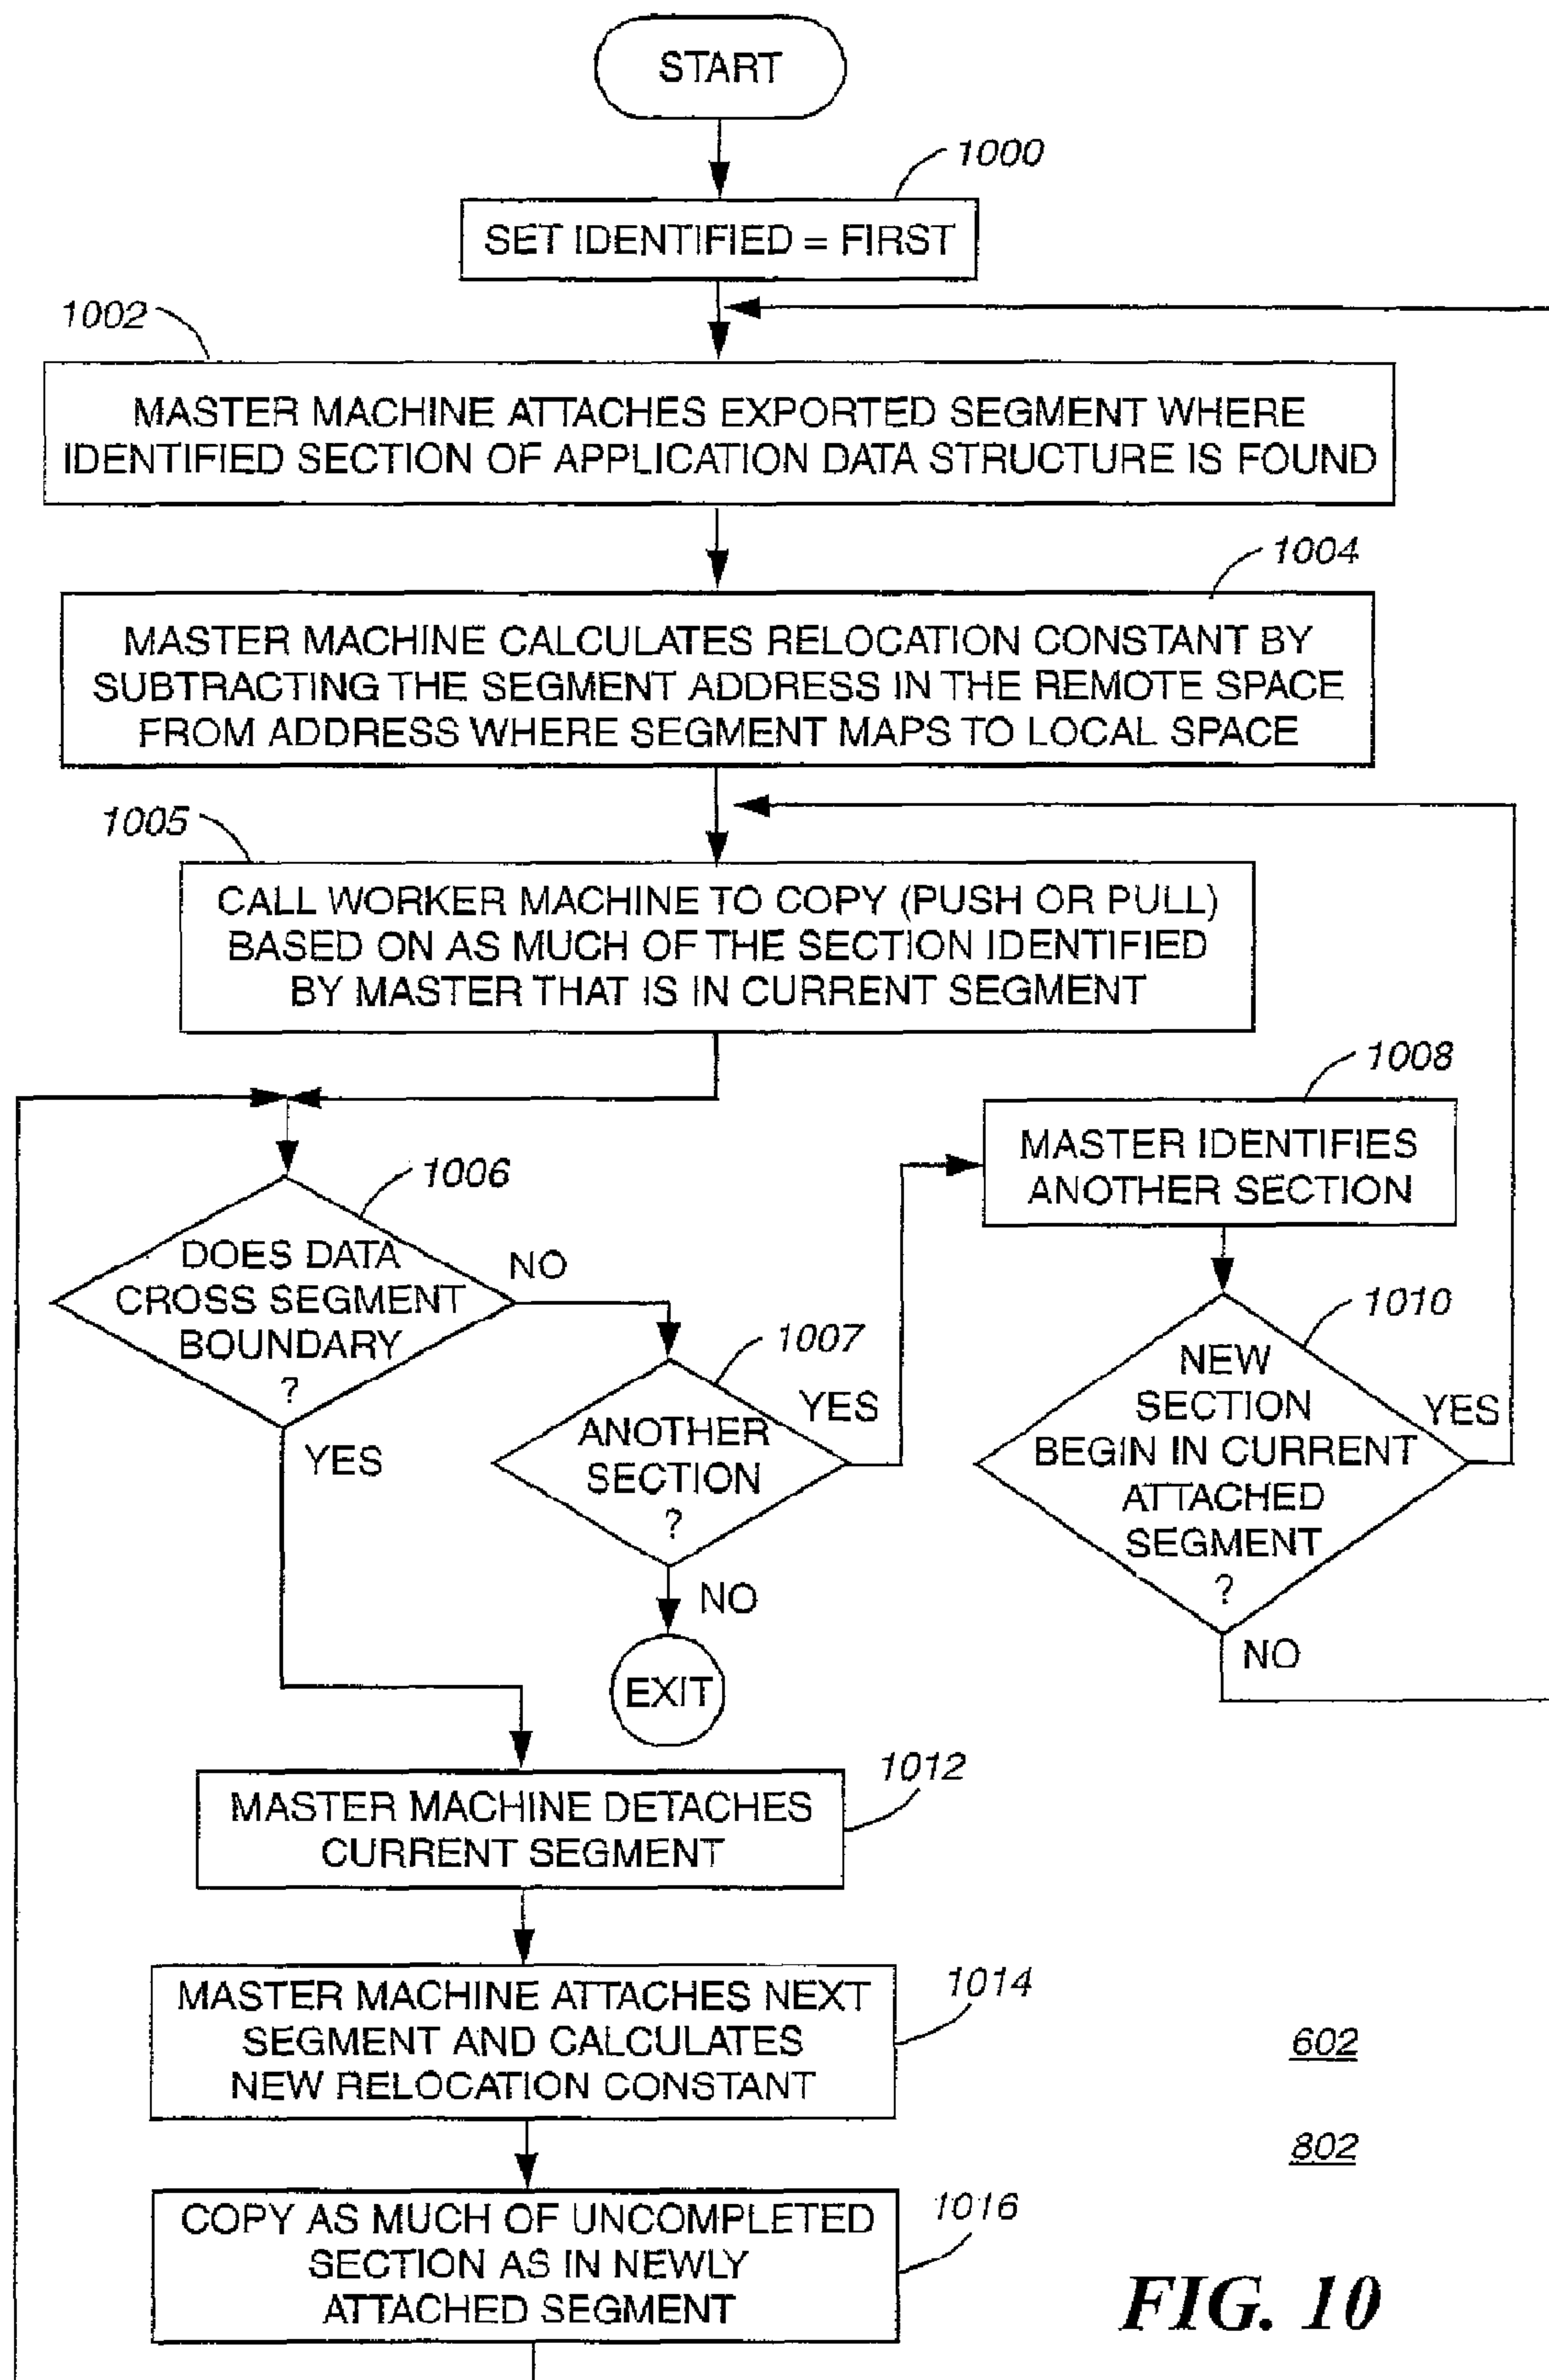 START
1000
SET IDENTIFIED = FIRST
1002
MASTER MACHINE ATTACHES EXPORTED SEGMENT WHERE
IDENTIFIED SECTION OF APPLICATION DATA STRUCTURE IS FOUND
1004
MASTER MACHINE CALCULATES RELOCATION CONSTANT BY
SUBTRACTING THE SEGMENT ADDRESS IN THE REMOTE SPACE
FROM ADDRESS WHERE SEGMENT MAPS TO LOCAL SPACE
1005
CALL WORKER MACHINE TO COPY (PUSH OR PULL)
BASED ON AS MUCH OF THE SECTION IDENTIFIED
BY MASTER THAT IS IN CURRENT SEGMENT
1008
MASTER IDENTIFIES
ANOTHER SECTION
1006
DOES DATA
CROSS SEGMENT
BOUNDARY
?
NO
YES
1007
ANOTHER
SECTION
?
YES
NO
EXIT
1010
NEW
SECTION
BEGIN IN CURRENT
ATTACHED
SEGMENT
?
YES
NO
1012
MASTER MACHINE DETACHES
CURRENT SEGMENT
1014
MASTER MACHINE ATTACHES NEXT
SEGMENT AND CALCULATES
NEW RELOCATION CONSTANT
602
802
1016
COPY AS MUCH OF UNCOMPLETED
SECTION AS IN NEWLY
ATTACHED SEGMENT
FIG. 10